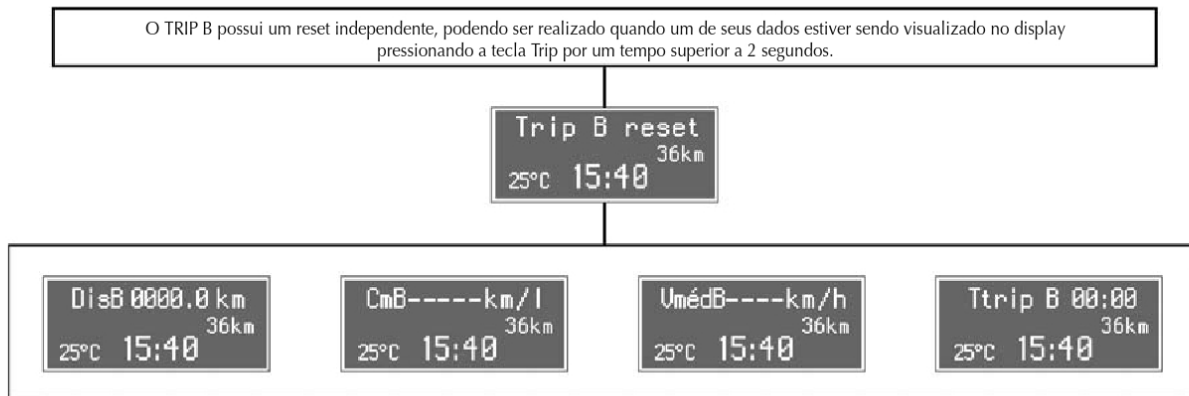 O TRIP B possui um reset independente, podendo ser realizado quando um de seus dados estiver sendo visualizado no display
pressionando a tecla Trip por um tempo superior a 2 segundos.
Trip B reset
36km
25°C 15:40
DisB 0000.0 km
36km
25°C 15:40
CmB-----km/l
36km
25°C 15:40
VmédB----km/h
36km
25°C 15:40
Ttrip B 00:00
36km
25°C 15:40